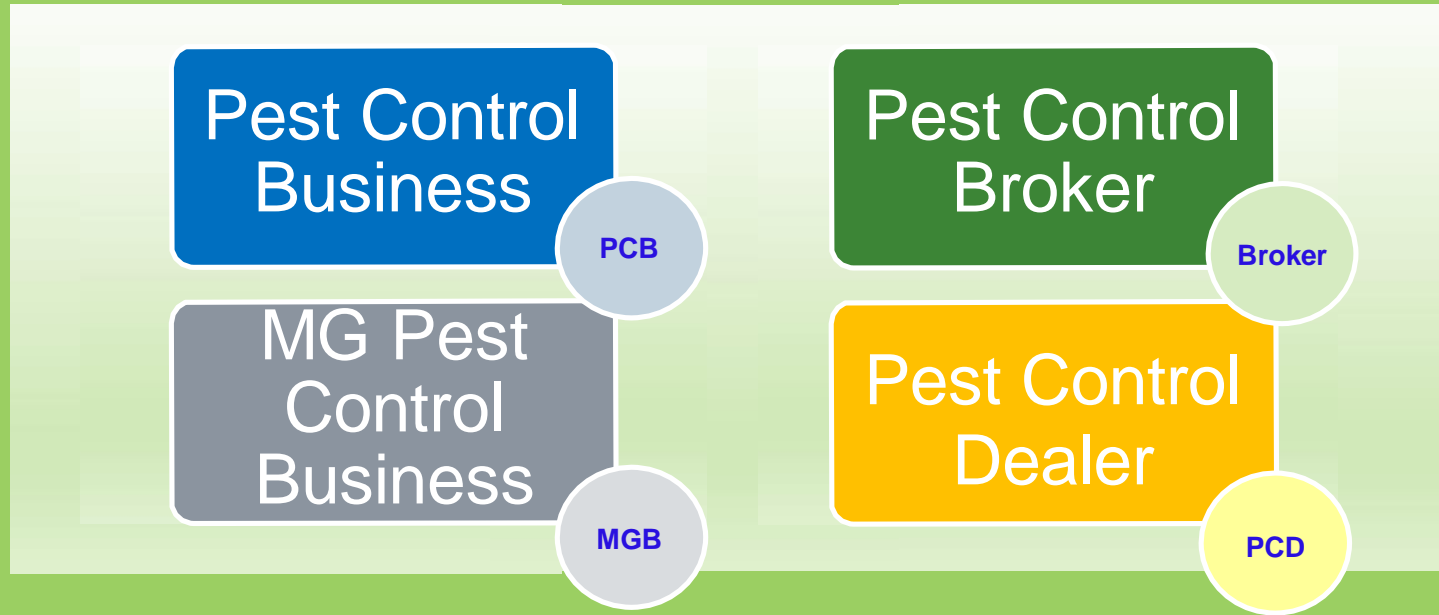 Pest Control
Business
PCB
Pest Control
Broker
Broker
MG Pest
Control
Business
MGB
Pest Control
Dealer
PCD